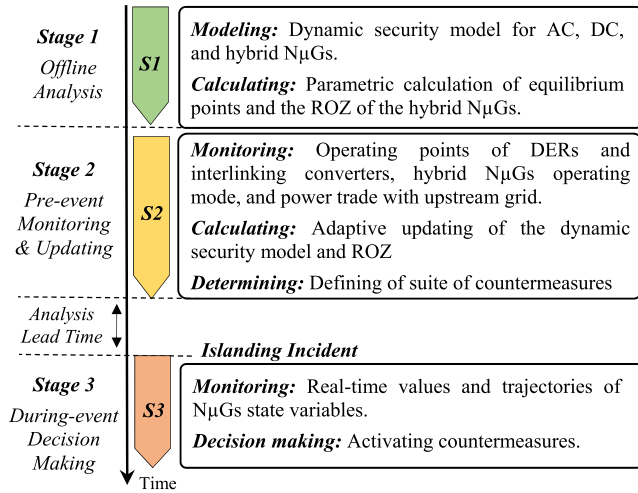 Stage 1
Offline
Analysis
S1
Modeling: Dynamic security model for AC, DC,
and hybrid NμGs.
Calculating: Parametric calculation of equilibrium
points and the ROZ of the hybrid NμGs.
Stage 2
Pre-event
Monitoring
& Updating
S2
Monitoring: Operating points of DERs and
interlinking converters, hybrid NμGs operating
mode, and power trade with upstream grid.
Calculating: Adaptive updating of the dynamic
security model and ROZ
Determining: Defining of suite of countermeasures
Analysis
Lead Time
Islanding Incident
Stage 3
During-event
Decision
Making
S3
Monitoring: Real-time values and trajectories of
NμGs state variables.
Decision making: Activating countermeasures.
Time